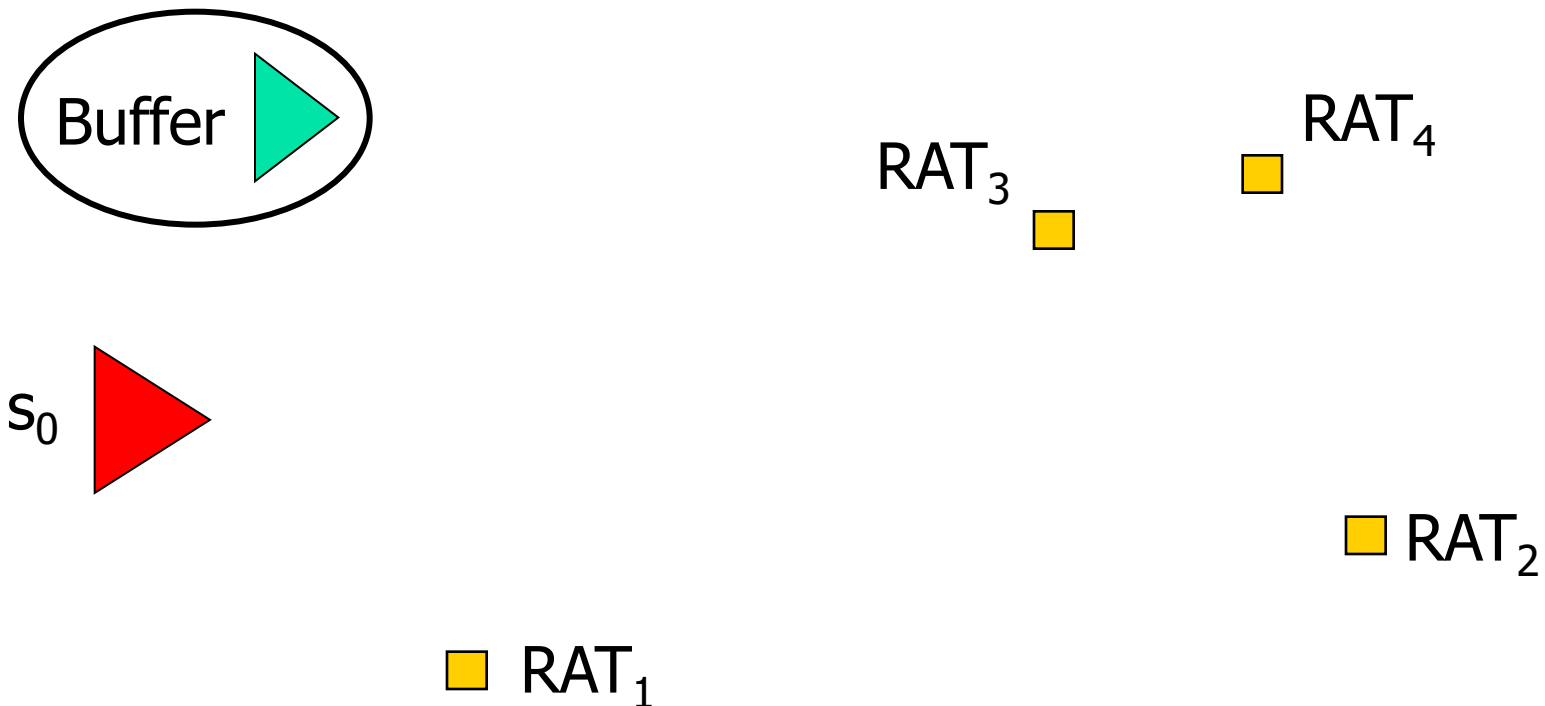 Buffer
RAT₄
RAT₃
s₀
RAT₂
RAT₁